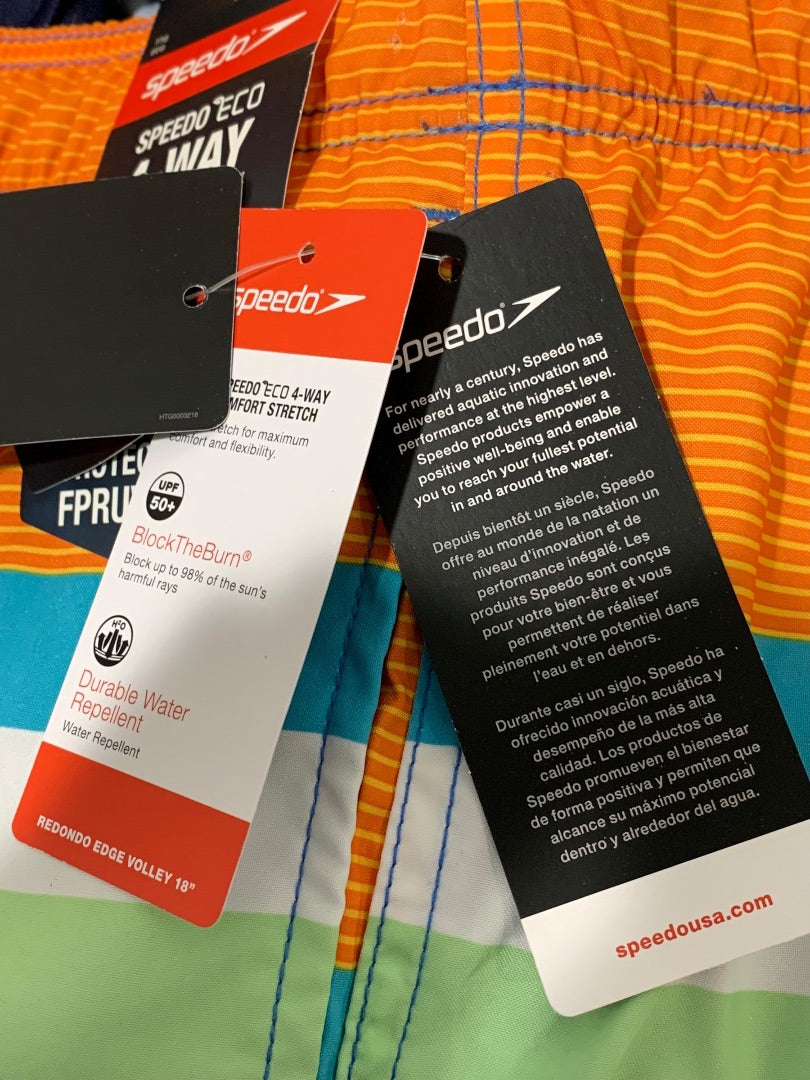 speedo
SPEEDO ECO
4-WAY
HTG0003216
speedo
SPEEDO ECO 4-WAY
COMFORT STRETCH
stretch for maximum
comfort and flexibility.
UPF
50+
BlockTheBurn®
Block up to 98% of the sun's
harmful rays
H²O
Durable Water
Repellent
Water Repellent
REDONDO EDGE VOLLEY 18"
FPRU
speedo
For nearly a century, Speedo has
delivered aquatic innovation and
performance at the highest level.
Speedo products empower a
positive well-being and enable
you to reach your fullest potential
in and around the water.
Depuis bientôt un siècle, Speedo
offre au monde de la natation un
niveau d'innovation et de
performance inégalé. Les
produits Speedo sont conçus
pour votre bien-être et vous
permettent de réaliser
pleinement votre potentiel dans
l'eau et en dehors.
Durante casi un siglo, Speedo ha
ofrecido innovación acuática y
desempeño de la más alta
calidad. Los productos de
Speedo promueven el bienestar
de forma positiva y permiten que
alcance su máximo potencial
dentro y alrededor del agua.
speedousa.com